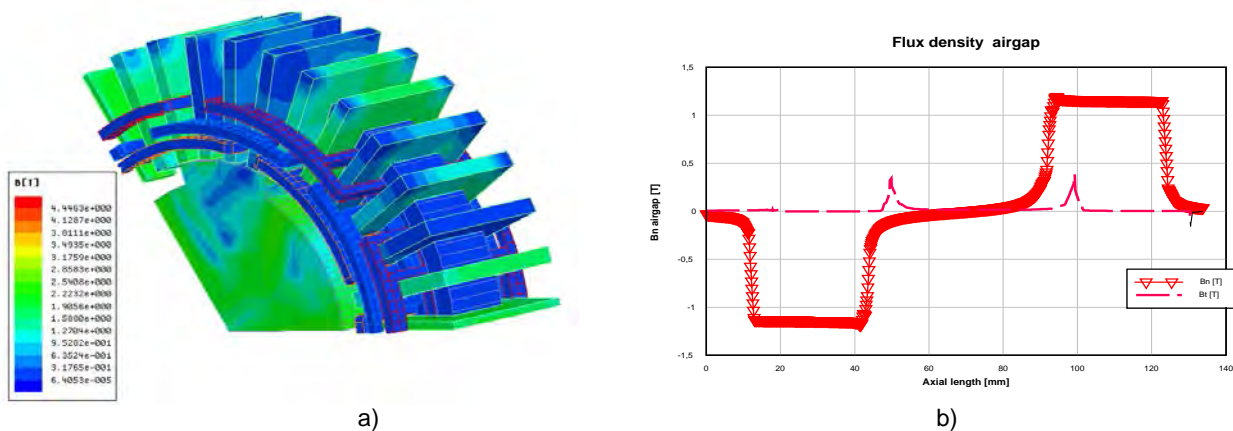 B[T]
4.4463e+000
4.1287e+000
3.8111e+000
3.4935e+000
3.1759e+000
2.8583e+000
2.5408e+000
2.2232e+000
1.9056e+000
1.5880e+000
1.2704e+000
9.5282e-001
6.3524e-001
3.1765e-001
6.4053e-005
a)
Flux density airgap
1,5
1
0,5
0
-0,5
-1
-1,5
Bn airgap [T]
0 20 40 60 80 100 120 140
Axial length [mm]
Bn [T]
Bt [T]
b)